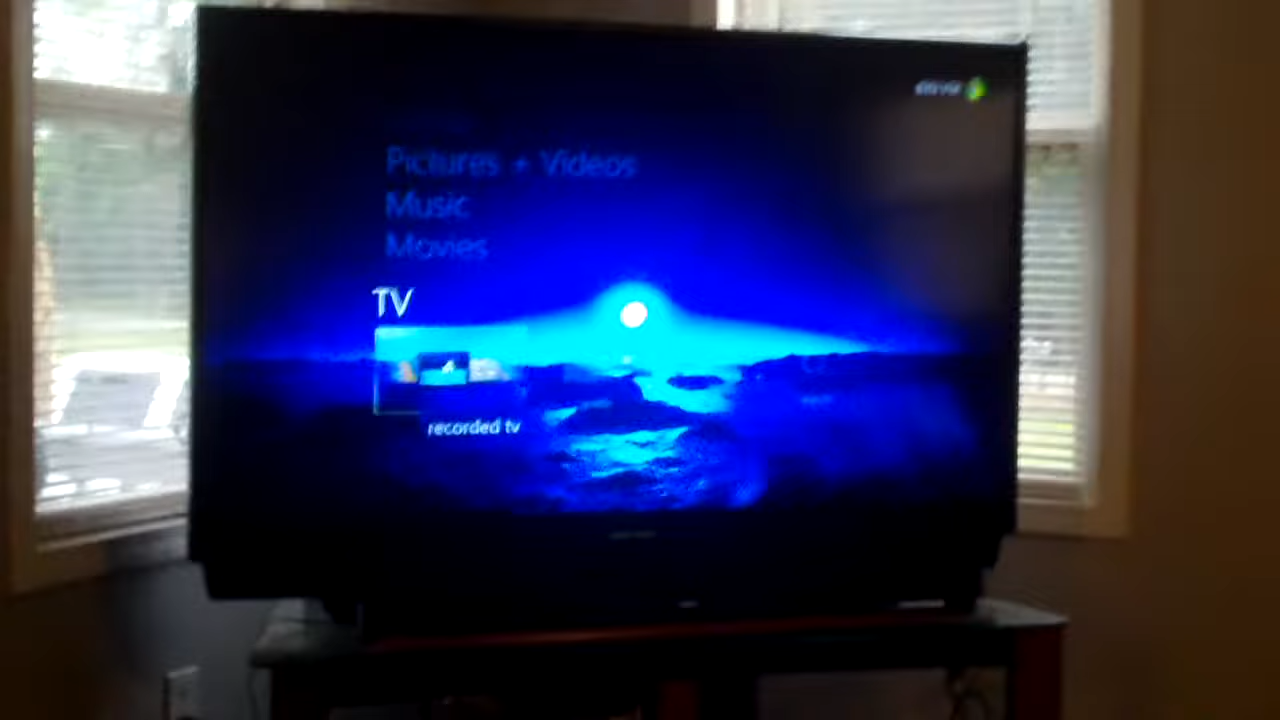 Pictures + Videos
Music
Movies
TV
recorded tv